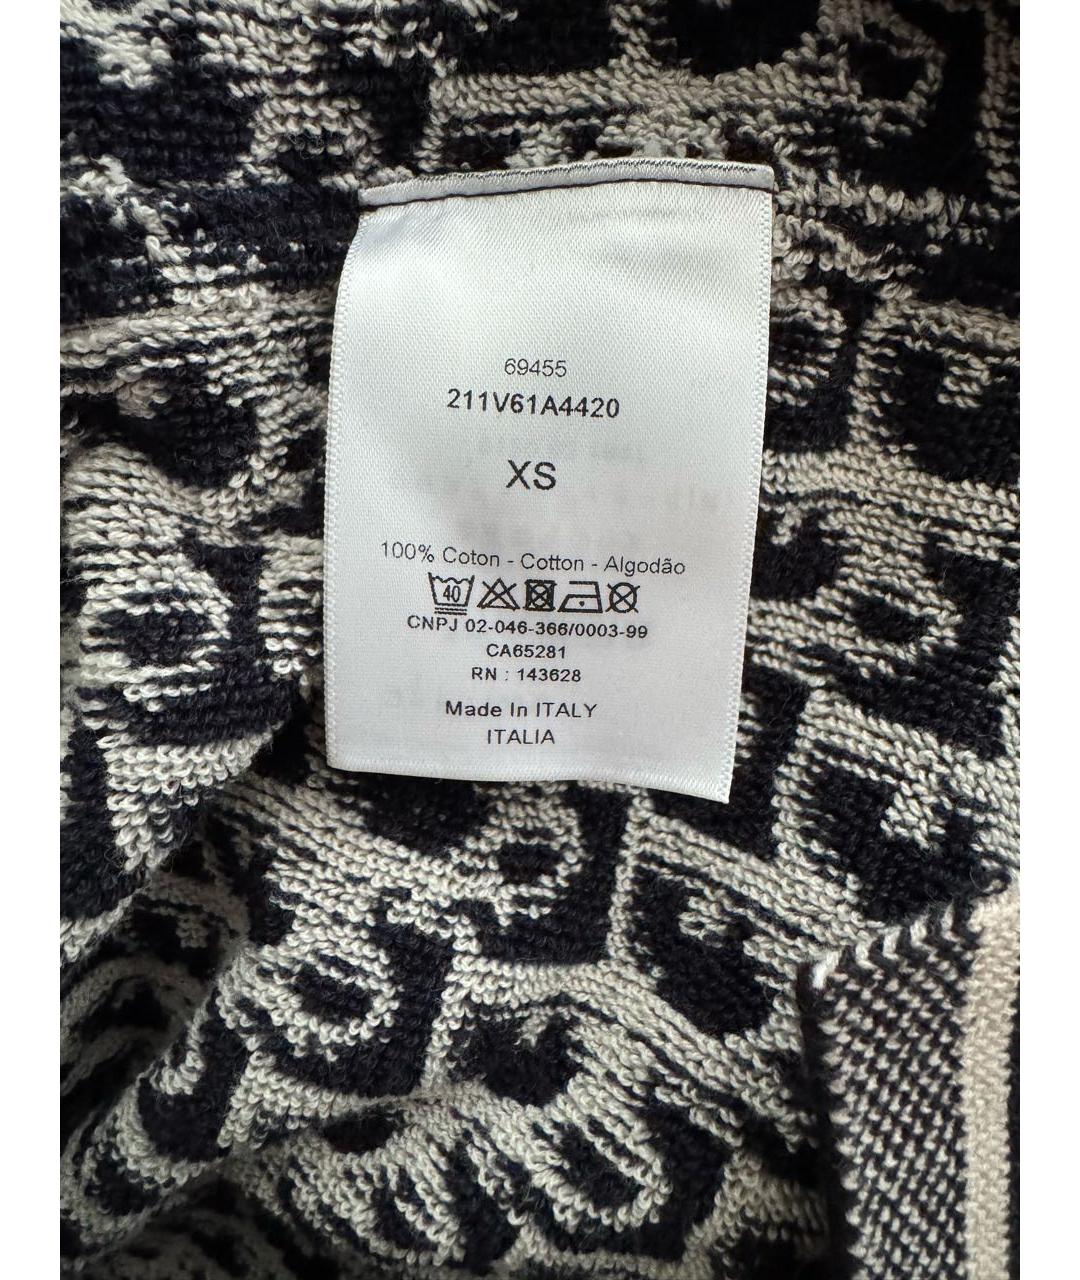 69455
211V61A4420
XS
100% Coton - Cotton - Algodão
40
CNPJ 02-046-366/0003-99
CA65281
RN : 143628
Made In ITALY
ITALIA